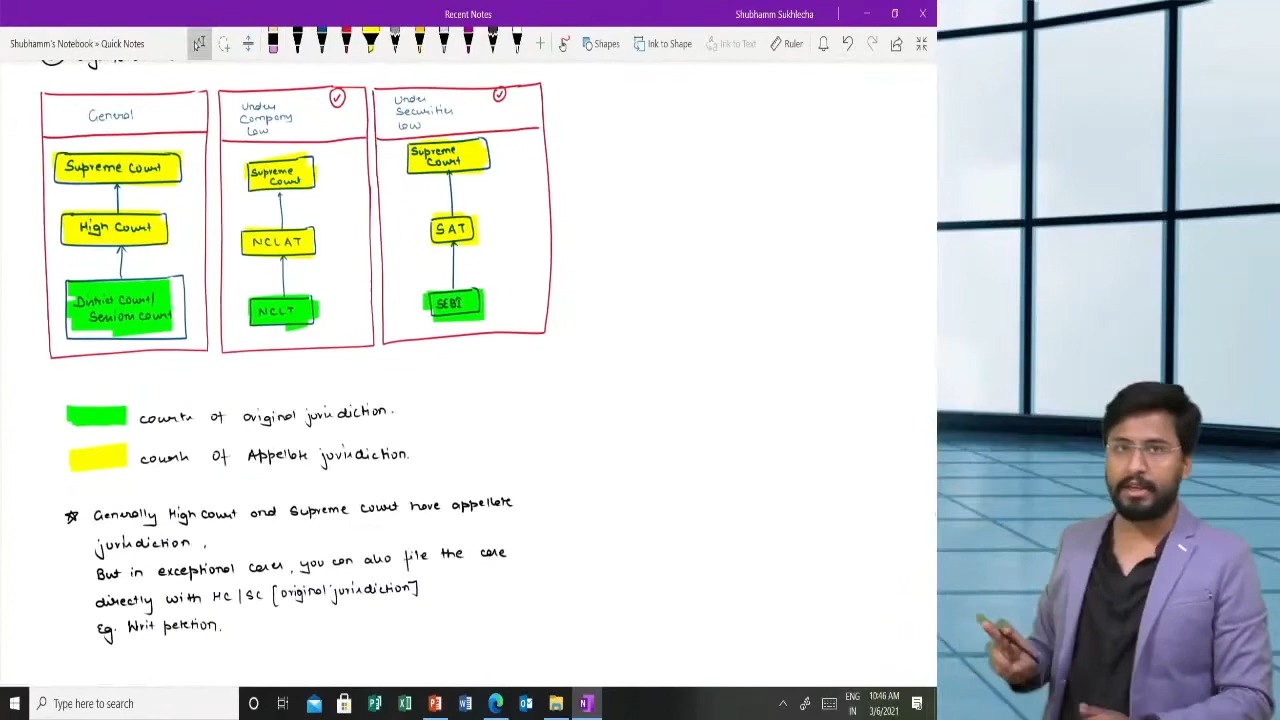 Recent Notes
Shubhamm Sukhlecha
Shubhamm's Notebook » Quick Notes
Shapes
Ink to Shape
Ink to Text
Ruler
General
Supreme Court
High Court
District Court/
Seniom court
Under
Company
Law
Supreme
Court
NCLAT
NCLT
Under
Securities
Law
Supreme
Court
SAT
SEBI
courts of original jurisdiction.
courts of Appellate jurisdiction.
Generally High Court and Supreme Court have appellate
jurisdiction.
But in exceptional cases, you can also file the case
directly with HC/SC [original jurisdiction]
Eg. Writ petetion.
Type here to search
ENG
IN
10:46 AM
3/6/2021